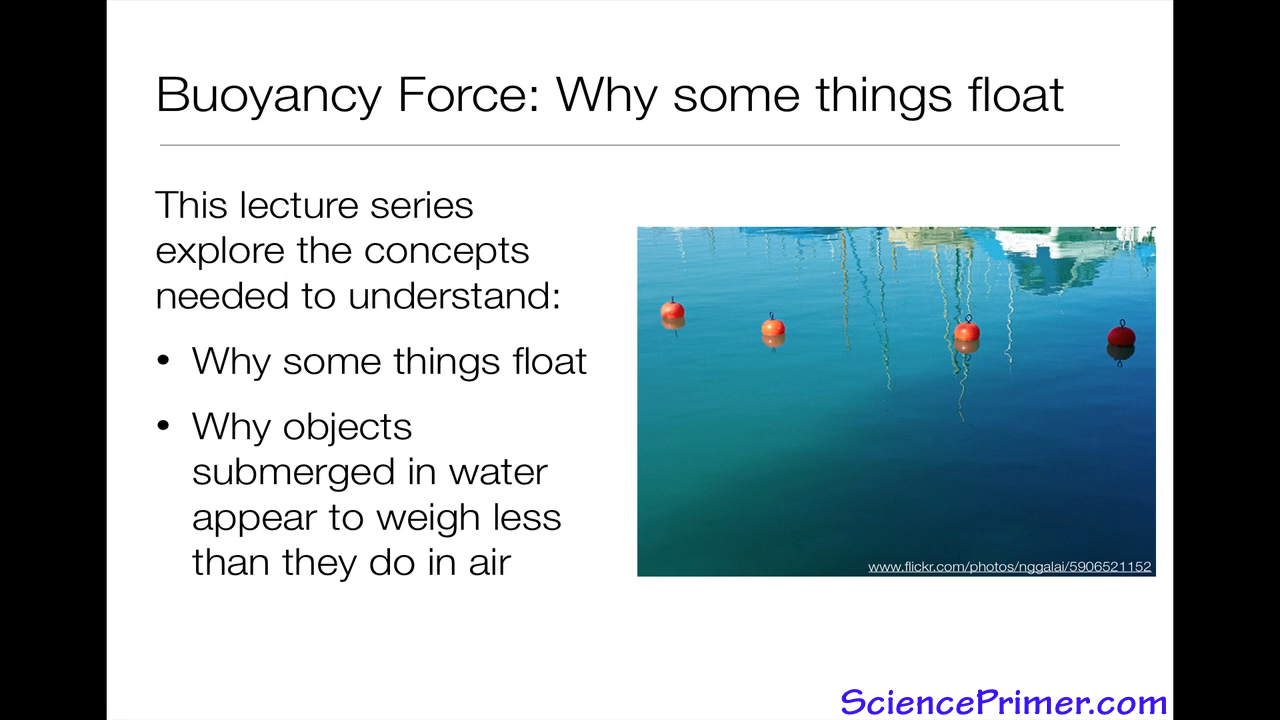 Buoyancy Force: Why some things float
This lecture series
explore the concepts
needed to understand:
• Why some things float
• Why objects
submerged in water
appear to weigh less
than they do in air
www.flickr.com/photos/nggalai/5906521152
SciencePrimer.com